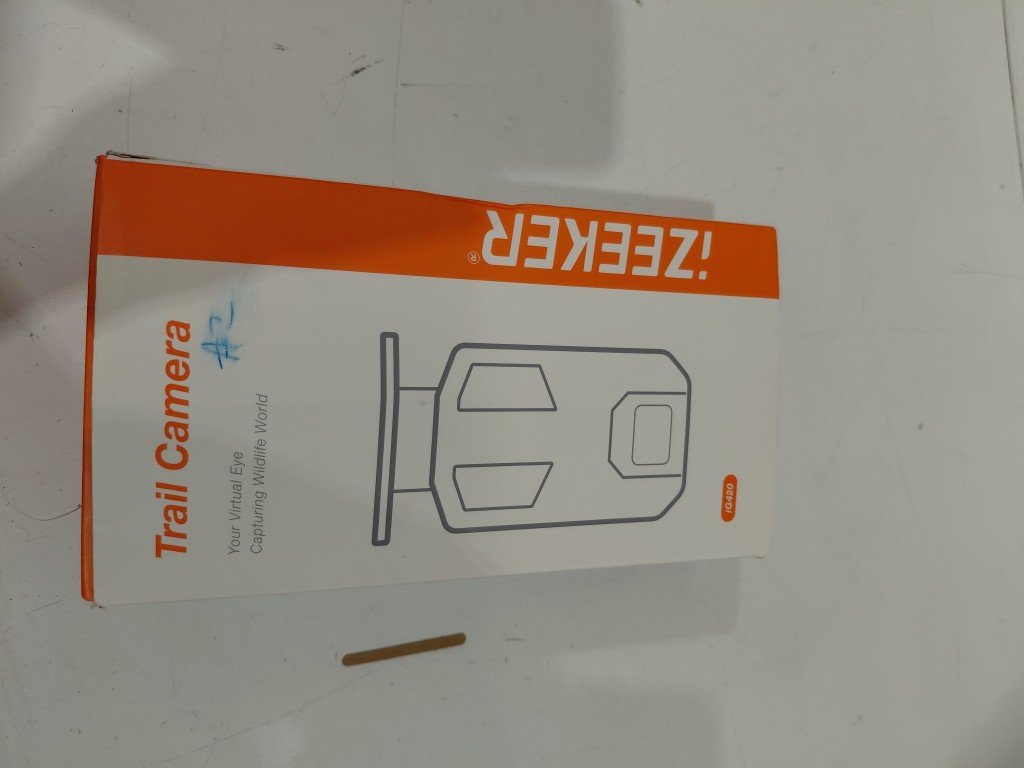 Trail Camera
Your Virtual Eye
Capturing Wildlife World
iZEEKER®
IG420